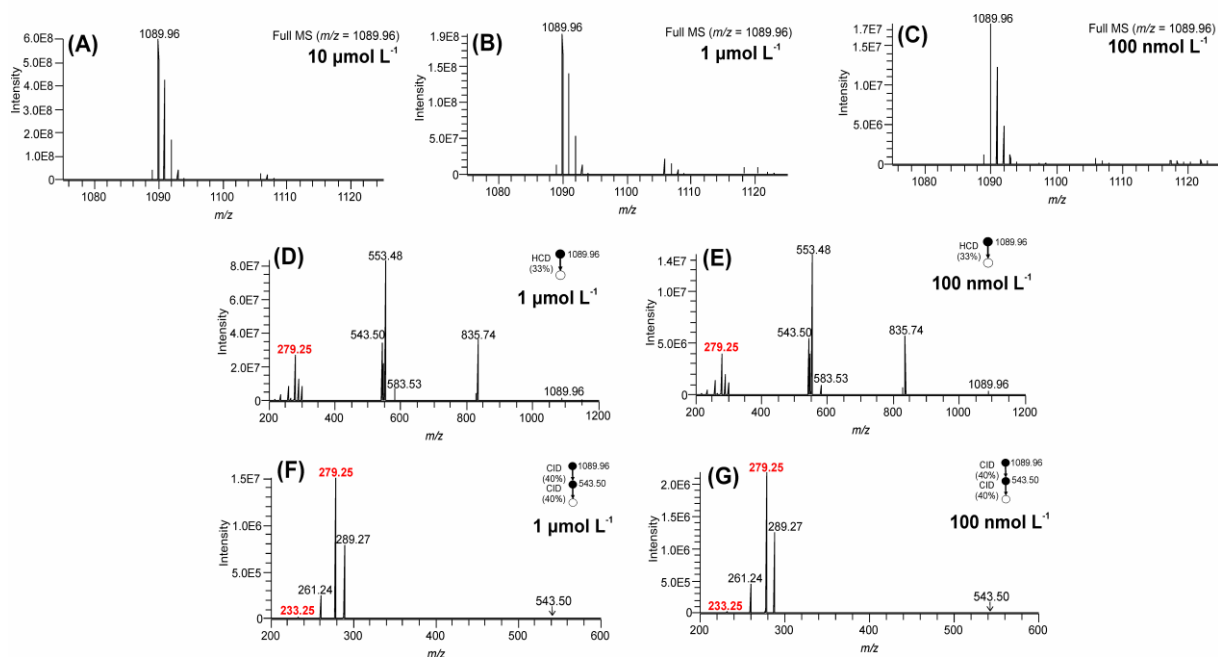 (A)
Full MS (m/z = 1089.96)
10 µmol L⁻¹
1089.96
6.0E8
5.0E8
4.0E8
3.0E8
2.0E8
1.0E8
0
Intensity
1080 1090 1100 1110 1120
m/z
(B)
Full MS (m/z = 1089.96)
1 µmol L⁻¹
1089.96
1.9E8
1.5E8
1.0E8
5.0E7
0
Intensity
1080 1090 1100 1110 1120
m/z
(C)
Full MS (m/z = 1089.96)
100 nmol L⁻¹
1089.96
1.7E7
1.5E7
1.0E7
5.0E6
0
Intensity
1080 1090 1100 1110 1120
m/z
(D)
HCD
(33%)
1089.96
1 µmol L⁻¹
553.48
543.50
835.74
279.25
583.53
1089.96
8.0E7
6.0E7
4.0E7
2.0E7
0
Intensity
200 400 600 800 1000 1200
m/z
(E)
HCD
(33%)
1089.96
100 nmol L⁻¹
553.48
543.50
835.74
279.25
583.53
1089.96
1.4E7
1.0E7
5.0E6
0
Intensity
200 400 600 800 1000 1200
m/z
(F)
279.25
CID
(40%)
1089.96
CID
(40%)
543.50
1 µmol L⁻¹
289.27
261.24
233.25
543.50
1.5E7
1.0E6
5.0E5
0
Intensity
200 300 400 500 600
m/z
(G)
279.25
CID
(40%)
1089.96
CID
(40%)
543.50
100 nmol L⁻¹
289.27
261.24
233.25
543.50
2.0E6
1.5E6
1.0E6
5.0E5
0
Intensity
200 300 400 500 600
m/z